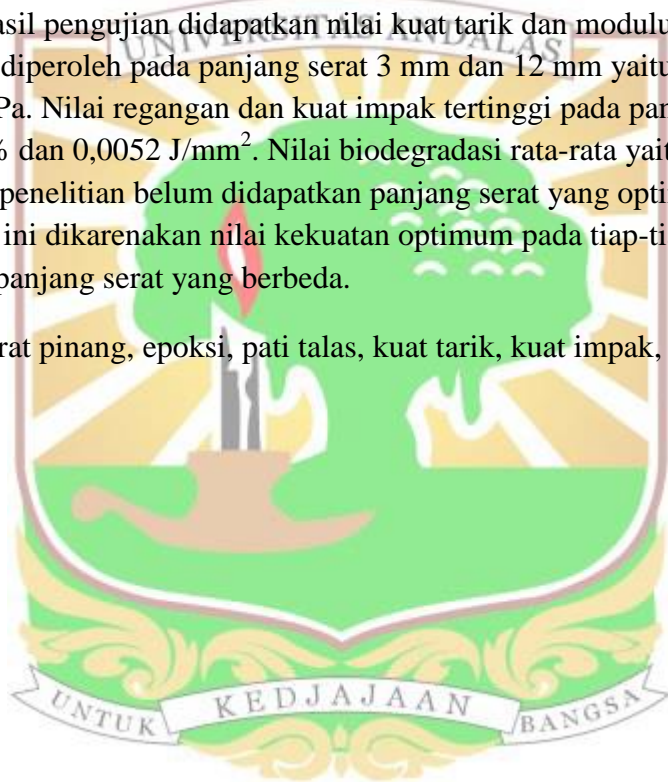 asil pengujian didapatkan nilai kuat tarik dan modulu
UNIVERSITAS ANDALAS
diperoleh pada panjang serat 3 mm dan 12 mm yaitu
Pa. Nilai regangan dan kuat impak tertinggi pada pan
% dan 0,0052 J/mm². Nilai biodegradasi rata-rata yait
penelitian belum didapatkan panjang serat yang opti
ini dikarenakan nilai kekuatan optimum pada tiap-ti
panjang serat yang berbeda.
rat pinang, epoksi, pati talas, kuat tarik, kuat impak,
UNTUK KEDJAJAAN BANGSA